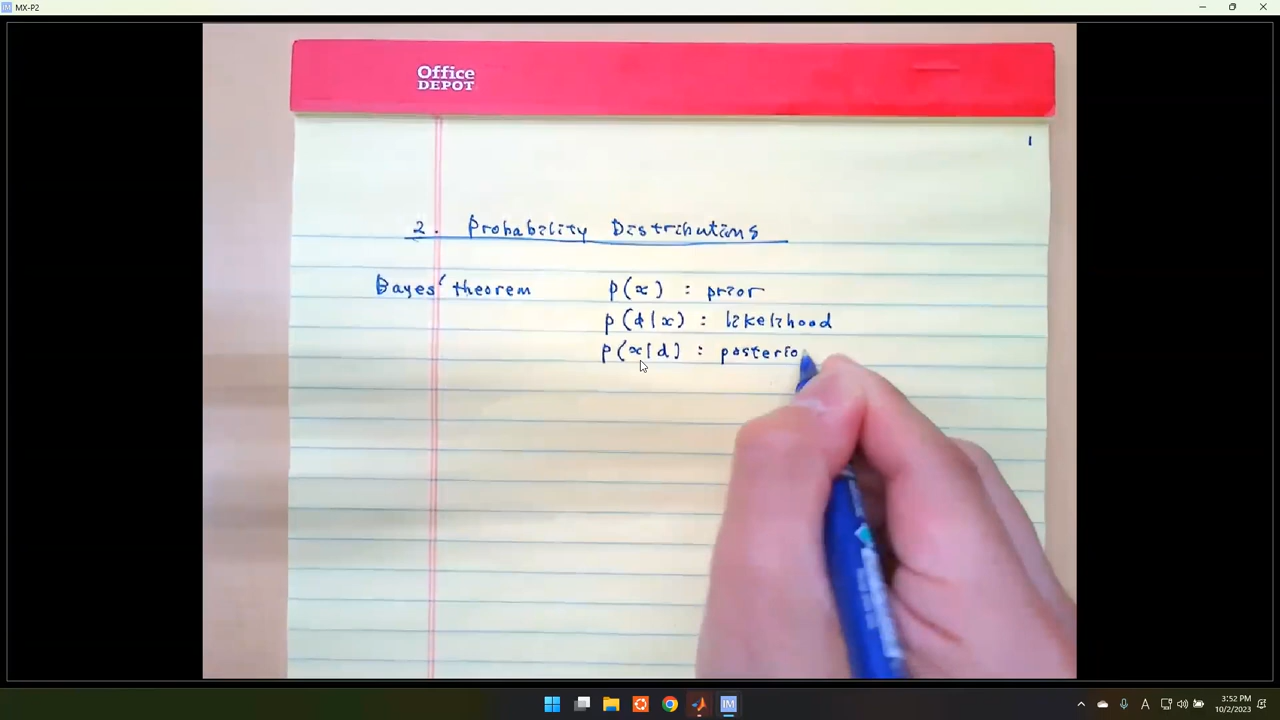 MX-P2
Office
DEPOT
1
2. Probability Distributions
Bayes' theorem p(x) : prior
p(d|x) : likelihood
p(x|d) : posterio
IM
3:52 PM
10/2/2023